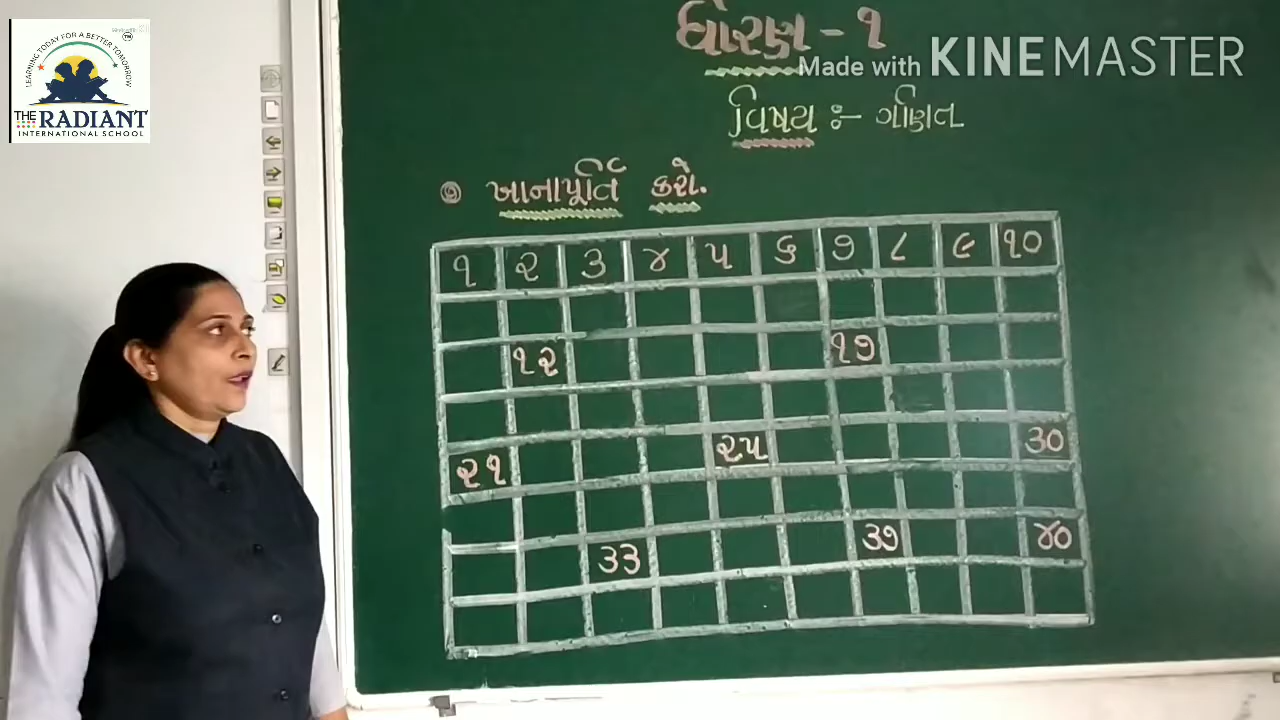 LEARNING TODAY FOR A BETTER TOMORROW
THE RADIANT
INTERNATIONAL SCHOOL
ધોરણ - ૧
Made with KINEMASTER
વિષય :- ગણિત
ખાનાપૂર્તિ કરો.
૧ ૨ ૩ ૪ ૫ ૬ ૭ ૮ ૯ ૧૦
૧૨ ૧૭
૨૧ ૨૫ ૩૦
૩૩ ૩૭ ૪૦